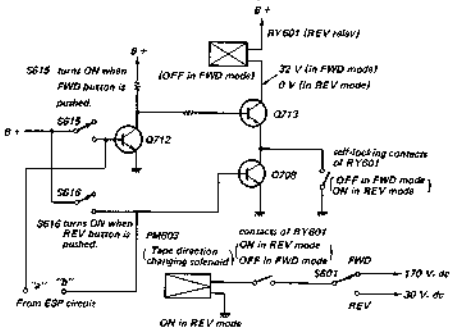 B +
RY601 (REV relay)
B +
S615 turns ON when
FWD button is
pushed.
(OFF in FWD mode)
32 V (in FWD mode)
0 V (in REV mode)
S615
Q713
B +
Q712
self-locking contacts
of RY601
(OFF in FWD mode
ON in REV mode)
S616
Q708
S616 turns ON when
REV button is
pushed.
PM603
(Tape direction
changing solenoid)
contacts of RY601
(ON in REV mode
OFF in FWD mode)
S601
FWD
170 V. dc
"a" "b"
From ESP circuit
REV
30 V. dc
ON in REV mode